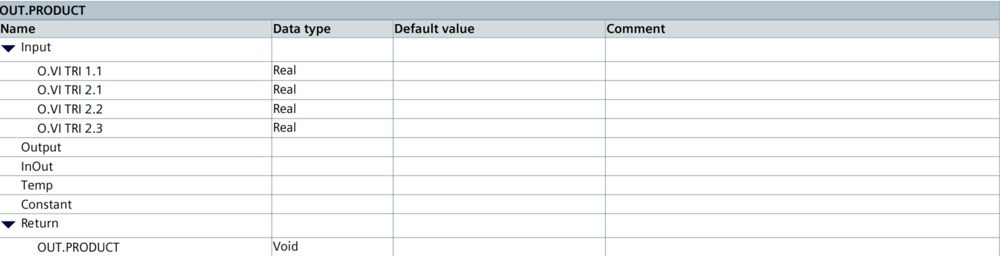 OUT.PRODUCT
Name Data type Default value Comment
Input
O.VI TRI 1.1 Real
O.VI TRI 2.1 Real
O.VI TRI 2.2 Real
O.VI TRI 2.3 Real
Output
InOut
Temp
Constant
Return
OUT.PRODUCT Void